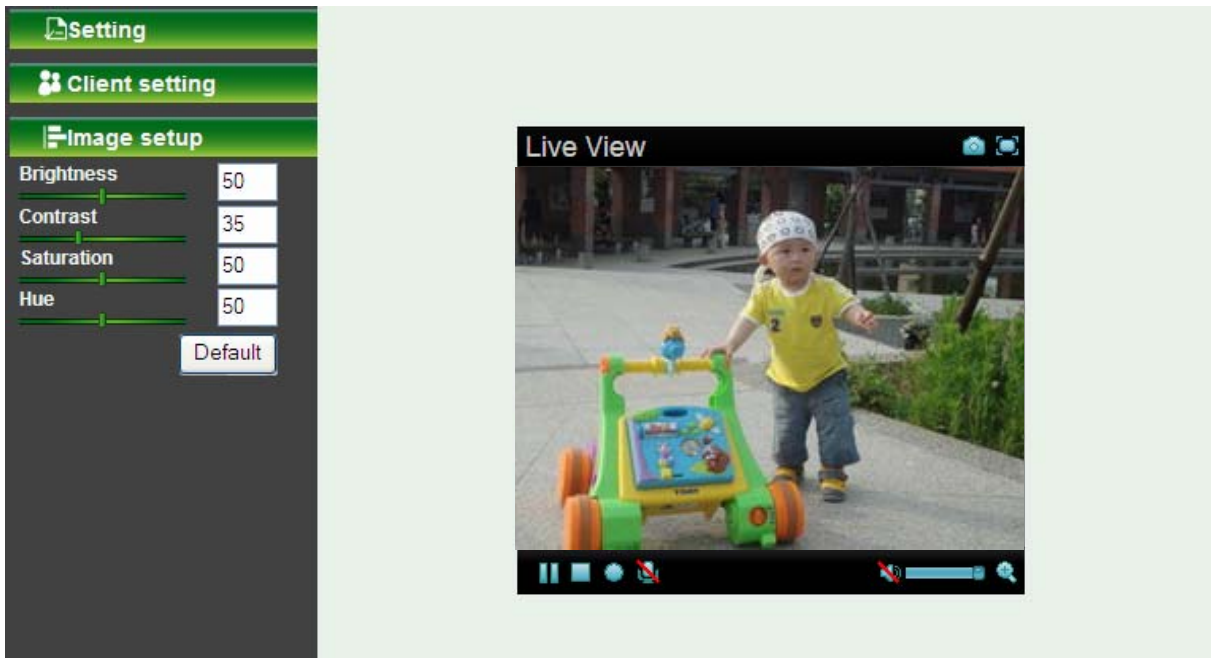 Setting
Client setting
Image setup
Brightness 50
Contrast 35
Saturation 50
Hue 50
Default
Live View
2